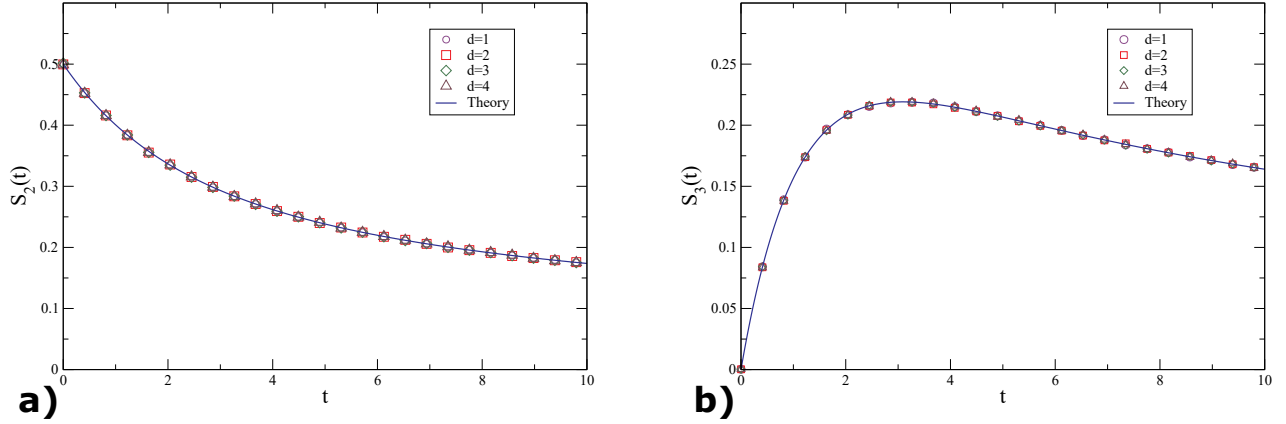 d=1
d=2
d=3
d=4
Theory
0.5
0.4
0.3
0.2
0.1
0
S2(t)
0 2 4 6 8 10
t
a)
d=1
d=2
d=3
d=4
Theory
0.25
0.2
0.15
0.1
0.05
0
S3(t)
0 2 4 6 8 10
t
b)